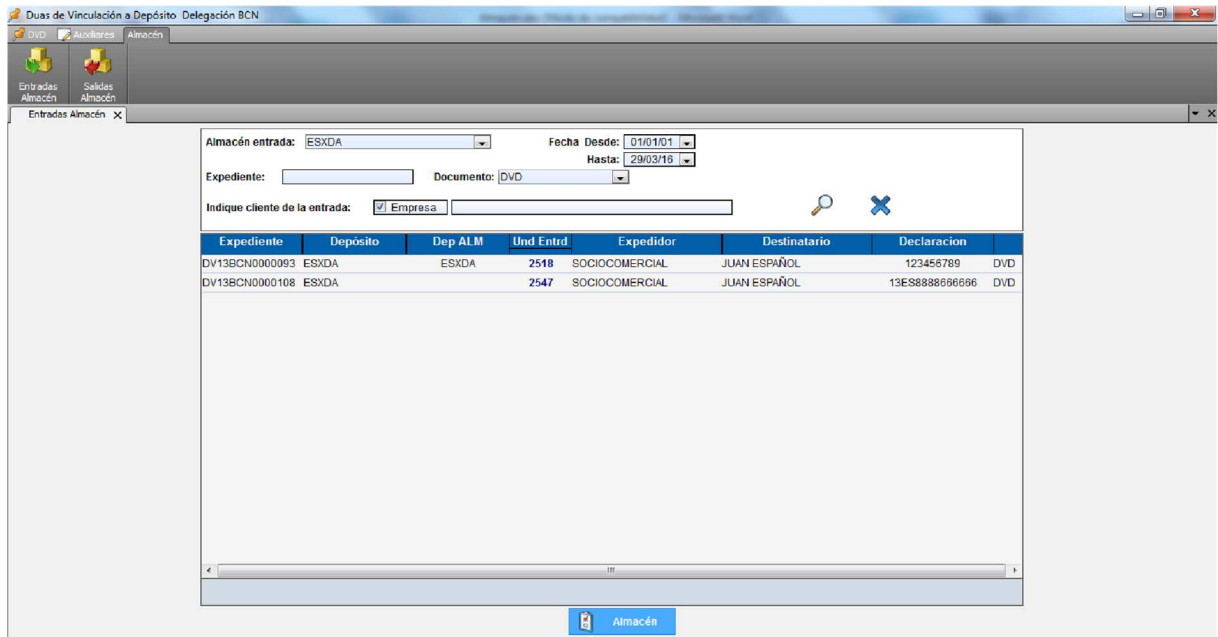 Duas de Vinculación a Depósito Delegación BCN
DVD Auxiliares Almacén
Entradas Almacén
Salidas Almacén
Entradas Almacén X
Almacén entrada: ESXDA Fecha Desde: 01/01/01
Hasta: 29/03/16
Expediente: Documento: DVD
Indique cliente de la entrada: Empresa
Expediente Depósito Dep ALM Und Entrd Expedidor Destinatario Declaracion
DV13BCN0000093 ESXDA ESXDA 2518 SOCIOCOMERCIAL JUAN ESPAÑOL 123456789 DVD
DV13BCN0000108 ESXDA 2547 SOCIOCOMERCIAL JUAN ESPAÑOL 13ES8888666666 DVD
Almacén